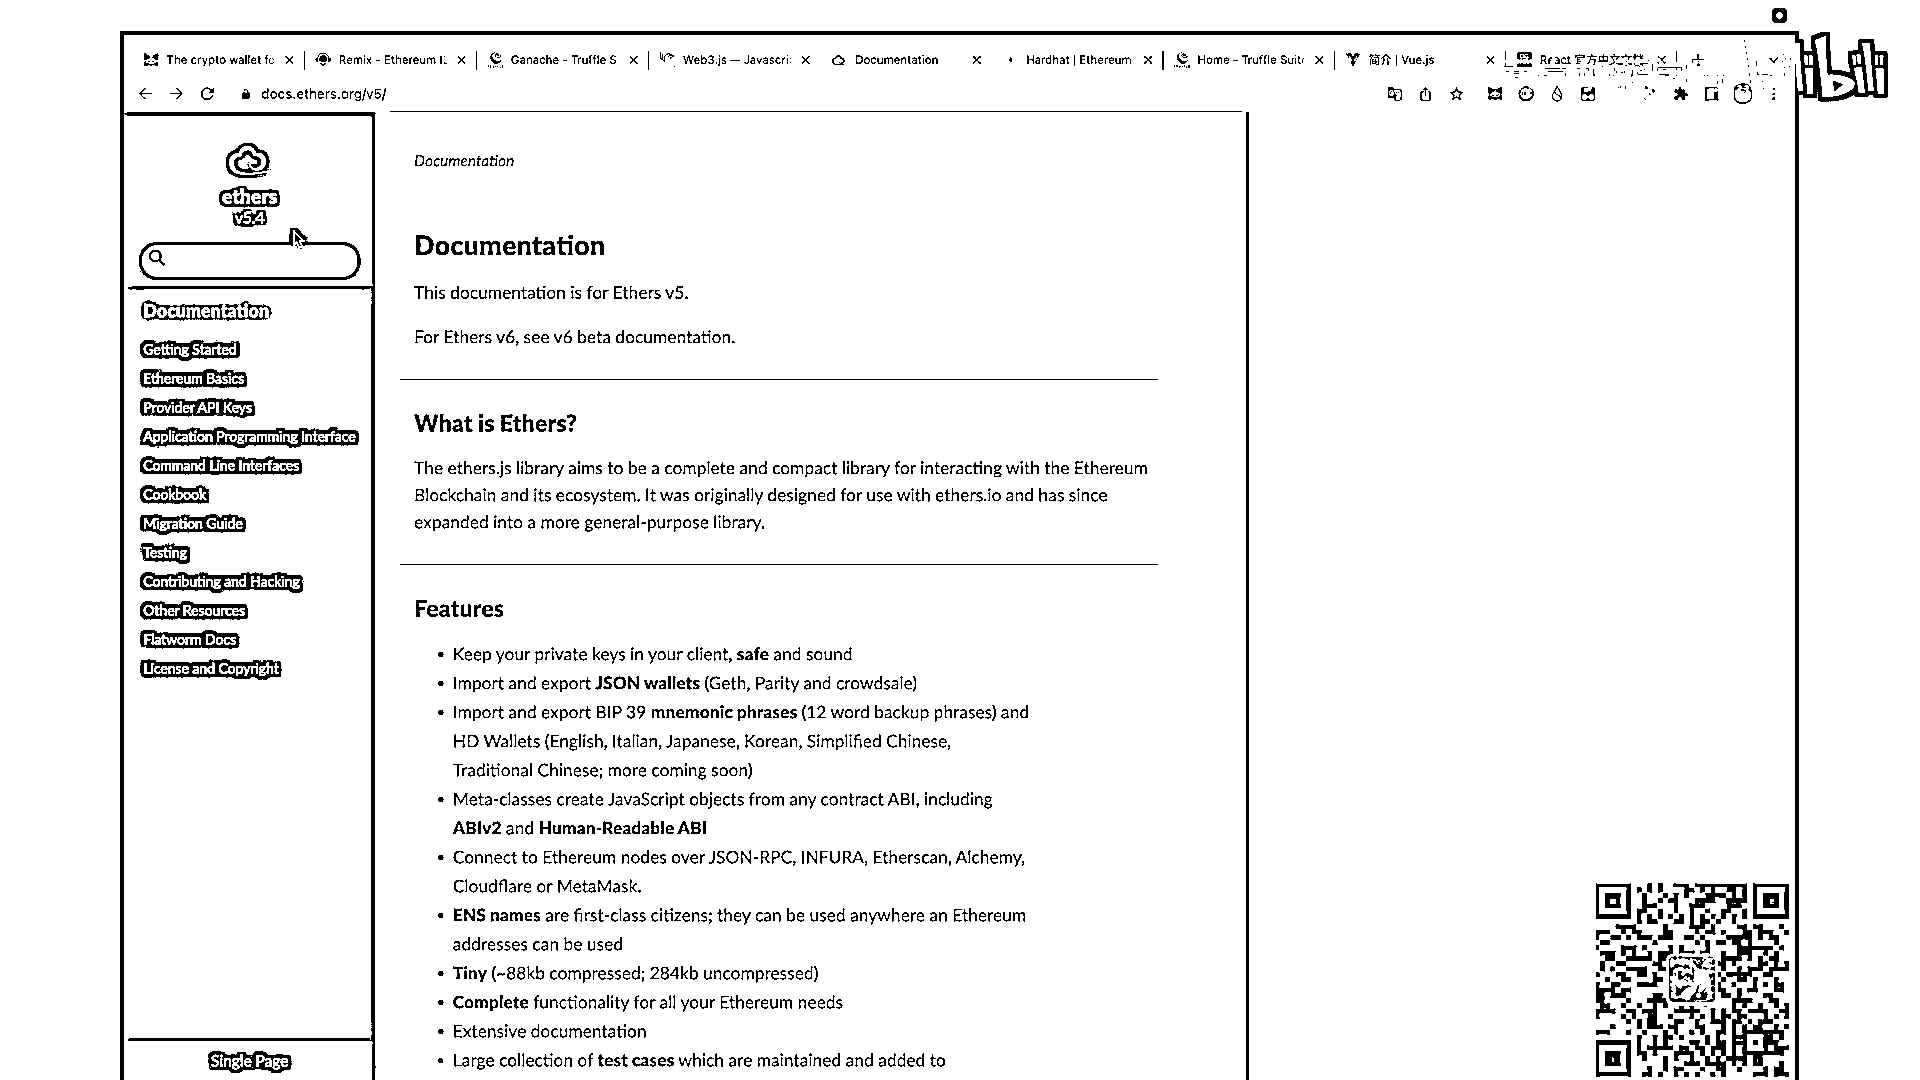 The crypto wallet fo
Remix - Ethereum I
Ganache - Truffle S
Web3.js — Javascri
Documentation
Hardhat | Ethereum
Home - Truffle Suite
简介 | Vue.js
React 官方中文文档
docs.ethers.org/v5/
bili
ethers
v5.4
Documentation
Getting Started
Ethereum Basics
Provider API Keys
Application Programming Interface
Command Line Interfaces
Cookbook
Migration Guide
Testing
Contributing and Hacking
Other Resources
Flatworm Docs
License and Copyright
Single Page
Documentation
Documentation
This documentation is for Ethers v5.
For Ethers v6, see v6 beta documentation.
What is Ethers?
The ethers.js library aims to be a complete and compact library for interacting with the Ethereum
Blockchain and its ecosystem. It was originally designed for use with ethers.io and has since
expanded into a more general-purpose library.
Features
• Keep your private keys in your client, safe and sound
• Import and export JSON wallets (Geth, Parity and crowdsale)
• Import and export BIP 39 mnemonic phrases (12 word backup phrases) and
HD Wallets (English, Italian, Japanese, Korean, Simplified Chinese,
Traditional Chinese; more coming soon)
• Meta-classes create JavaScript objects from any contract ABI, including
ABIv2 and Human-Readable ABI
• Connect to Ethereum nodes over JSON-RPC, INFURA, Etherscan, Alchemy,
Cloudflare or MetaMask.
• ENS names are first-class citizens; they can be used anywhere an Ethereum
addresses can be used
• Tiny (~88kb compressed; 284kb uncompressed)
• Complete functionality for all your Ethereum needs
• Extensive documentation
• Large collection of test cases which are maintained and added to